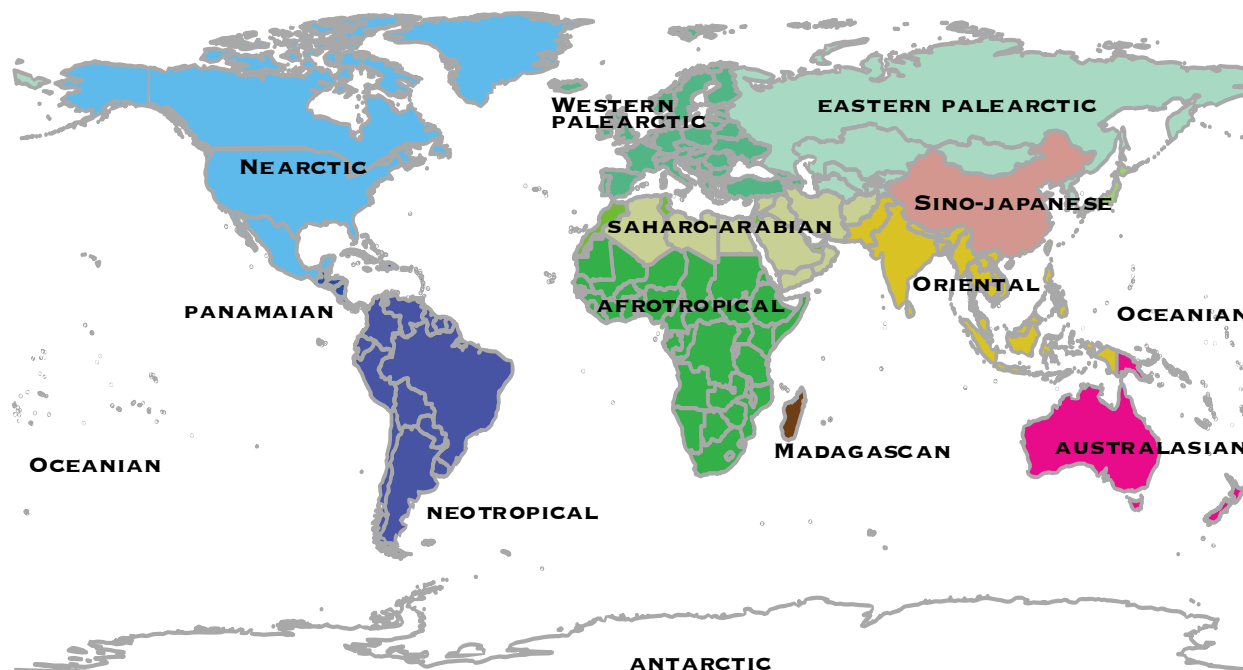 WESTERN
PALEARCTIC
EASTERN PALEARCTIC
NEARCTIC
SINO-JAPANESE
SAHARO-ARABIAN
ORIENTAL
AFROTROPICAL
PANAMAIAN
OCEANIAN
MADAGASCAN
AUSTRALASIAN
OCEANIAN
NEOTROPICAL
ANTARCTIC